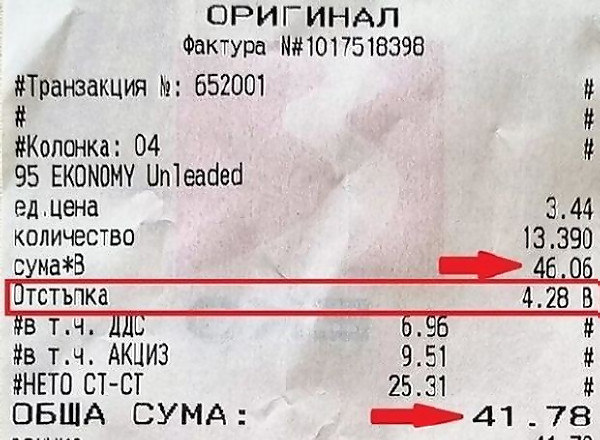 ОРИГИНАЛ
Фактура N#1017518398
#Транзакция №: 652001 #
# #
#Колонка: 04 #
95 EKONOMY Unleaded
ед.цена 3.44
количество 13.390
сума*В 46.06
Отстъпка 4.28 В
#в т.ч. ДДС 6.96 #
#в т.ч. АКЦИЗ 9.51 #
#НЕТО СТ-СТ 25.31 #
ОБЩА СУМА: 41.78